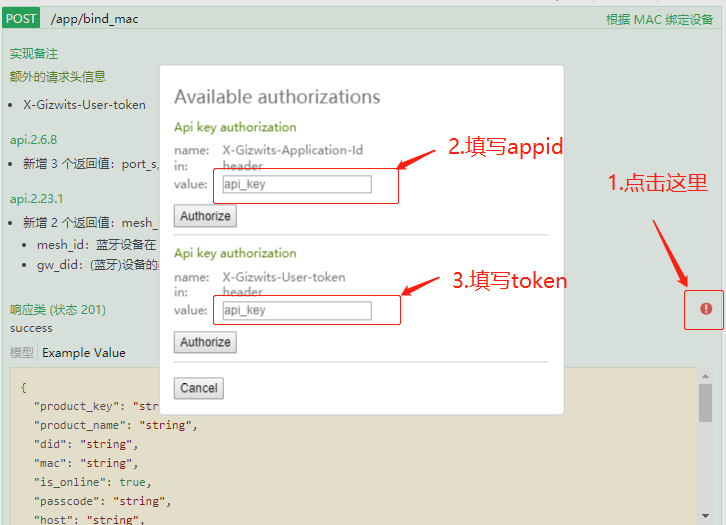 POST /app/bind_mac 根据 MAC 绑定设备
实现备注
额外的请求头信息
• X-Gizwits-User-token
api.2.6.8
• 新增 3 个返回值：port_s,
api.2.23.1
• 新增 2 个返回值：mesh_
• mesh_id：蓝牙设备在
• gw_did：(蓝牙)设备的
响应类 (状态 201)
success
模型 Example Value
{
"product_key": "str
"product_name": "string",
"did": "string",
"mac": "string",
"is_online": true,
"passcode": "string",
"host": "string",
Available authorizations
Api key authorization
name: X-Gizwits-Application-Id
in: header
value: api_key
Authorize
Api key authorization
name: X-Gizwits-User-token
in: header
value: api_key
Authorize
Cancel
1.点击这里
2.填写appid
3.填写token